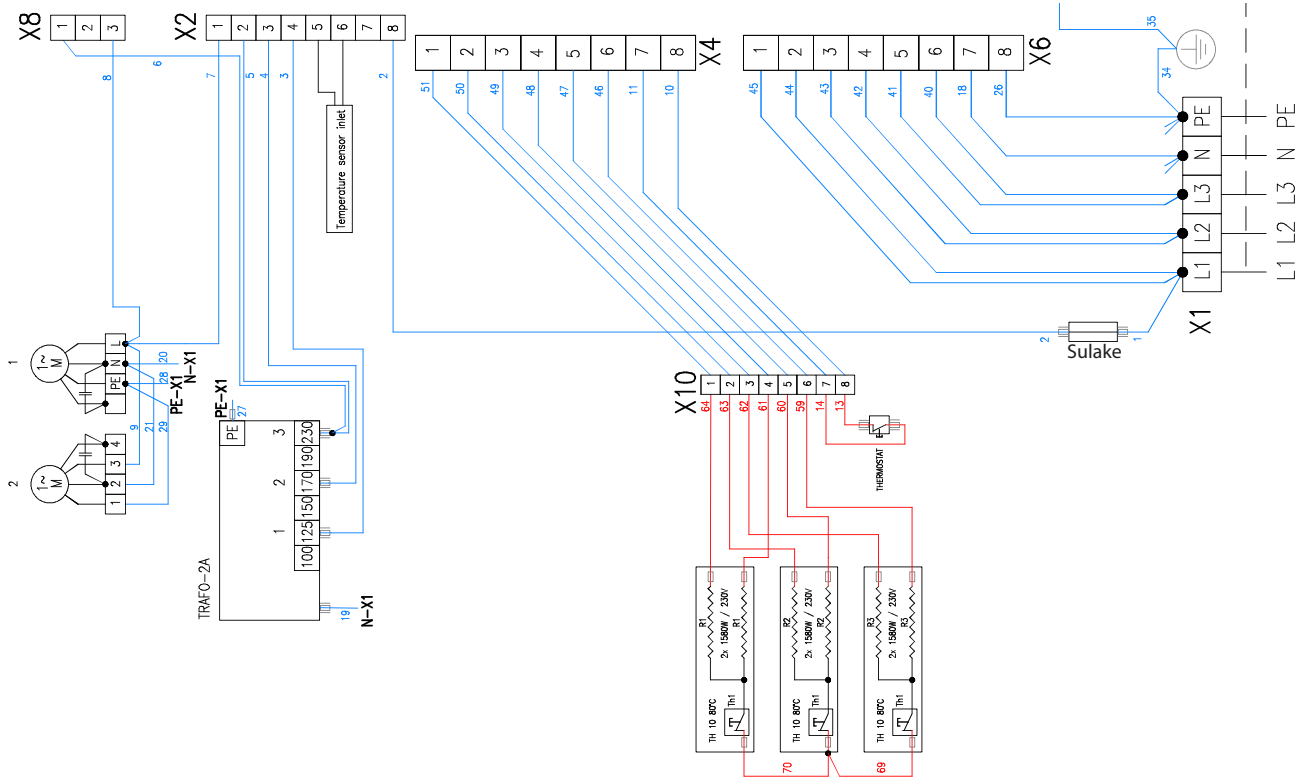 X8
1
2
3
X2
1
2
3
4
5
6
7
8
1
2
3
4
5
6
7
8
X4
1
2
3
4
5
6
7
8
X6
8
6
7
5
4
3
2
51
50
49
48
47
46
11
10
45
44
43
42
41
40
18
26
35
34
Temperature sensor inlet
PE
N
L3
L2
L1
PE
N
L3
L2
L1
X1
2
Sulake
1
1
1~
M
L
N
PE
20
28
N-X1
PE-X1
2
1~
M
4
3
2
1
9
21
29
PE-X1
27
PE
3
230
190
2
170
150
1
125
100
TRAFO-2A
19
N-X1
X10
1
2
3
4
5
6
7
8
64
63
62
61
60
59
14
13
THERMOSTAT
R1
2x 1580W / 230V
R1
TH 10 80°C
Th1
R2
2x 1580W / 230V
R2
TH 10 80°C
Th1
R3
2x 1580W / 230V
R3
TH 10 80°C
Th1
70
69